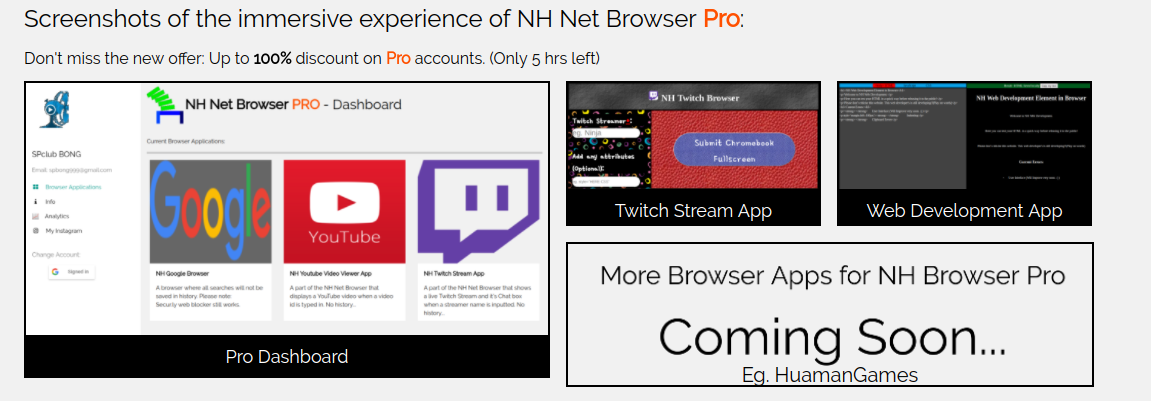 Screenshots of the immersive experience of NH Net Browser Pro:
Don't miss the new offer: Up to 100% discount on Pro accounts. (Only 5 hrs left)
NH Net Browser PRO - Dashboard
SPclub BONG
Browser Applications
Info
Analytics
My Instagram
Change Account:
Signed in
Current Browser Applications:
Google
YouTube
NH Google Browser
A browser where all searches will not be
saved in history. Please note:
Security web blocker still works.
NH Youtube Video Viewer App
A part of the NH Net Browser that
displays a YouTube video when a video
id is typed in. No history...
NH Twitch Stream App
A part of the NH Net Browser that shows
a live Twitch Stream and it's Chat box
when a streamer name is inputted. No
history...
Pro Dashboard
NH Twitch Browser
Twitch Streamer:
eg. Ninja
Add any attributes
(Optional):
Submit Chromebook
Fullscreen
Twitch Stream App
NH Web Development Element in Browser
Web Development App
More Browser Apps for NH Browser Pro
Coming Soon...
Eg. HuamanGames